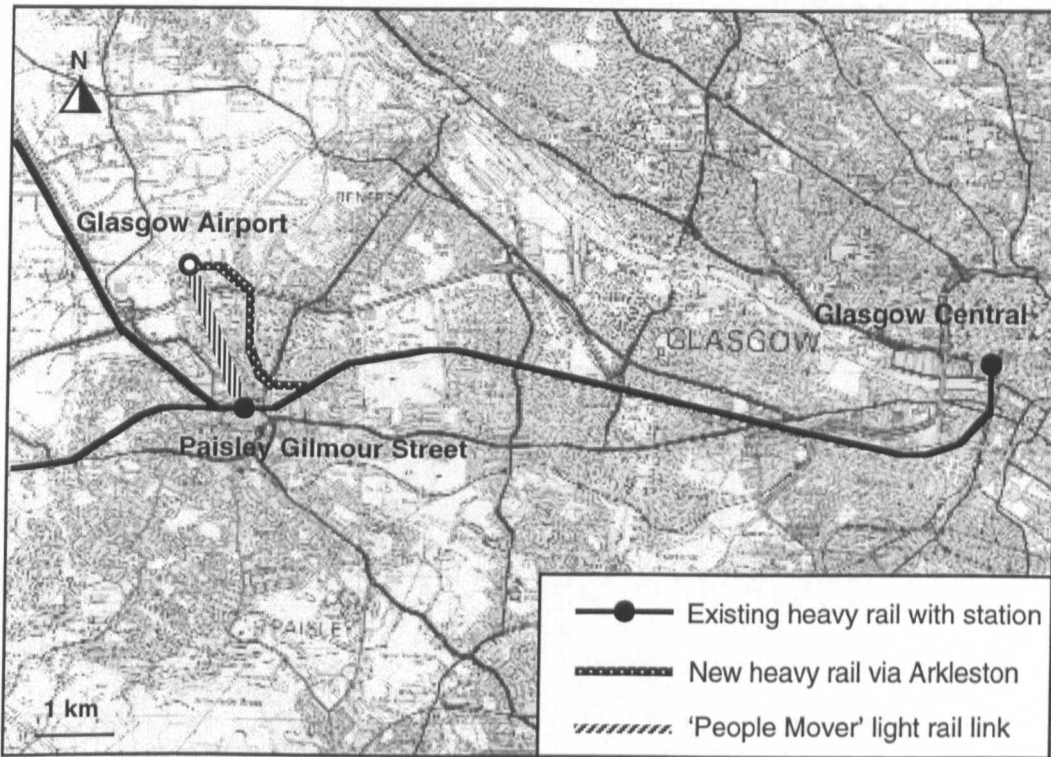 N
RENFREW
Glasgow Airport
Glasgow Central
GLASGOW
Paisley Gilmour Street
PAISLEY
1 km
Existing heavy rail with station
New heavy rail via Arkleston
'People Mover' light rail link